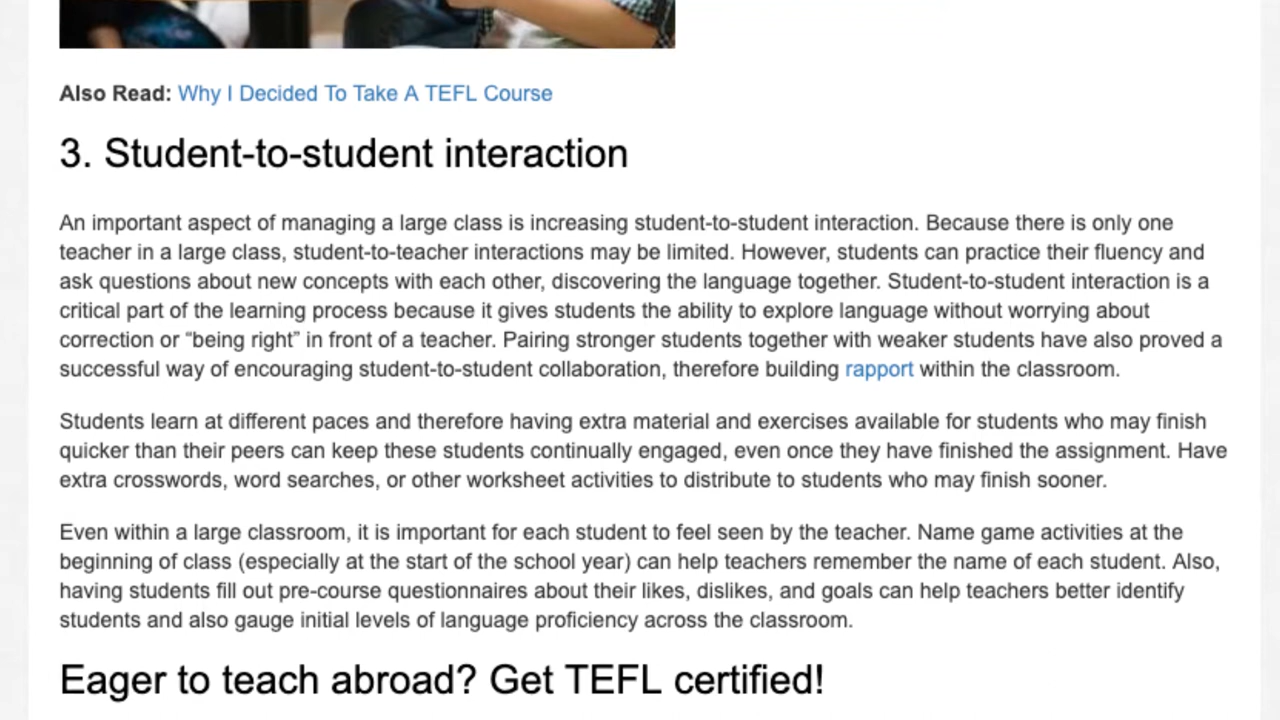 Also Read: Why I Decided To Take A TEFL Course
3. Student-to-student interaction
An important aspect of managing a large class is increasing student-to-student interaction. Because there is only one
teacher in a large class, student-to-teacher interactions may be limited. However, students can practice their fluency and
ask questions about new concepts with each other, discovering the language together. Student-to-student interaction is a
critical part of the learning process because it gives students the ability to explore language without worrying about
correction or “being right” in front of a teacher. Pairing stronger students together with weaker students have also proved a
successful way of encouraging student-to-student collaboration, therefore building rapport within the classroom.
Students learn at different paces and therefore having extra material and exercises available for students who may finish
quicker than their peers can keep these students continually engaged, even once they have finished the assignment. Have
extra crosswords, word searches, or other worksheet activities to distribute to students who may finish sooner.
Even within a large classroom, it is important for each student to feel seen by the teacher. Name game activities at the
beginning of class (especially at the start of the school year) can help teachers remember the name of each student. Also,
having students fill out pre-course questionnaires about their likes, dislikes, and goals can help teachers better identify
students and also gauge initial levels of language proficiency across the classroom.
Eager to teach abroad? Get TEFL certified!